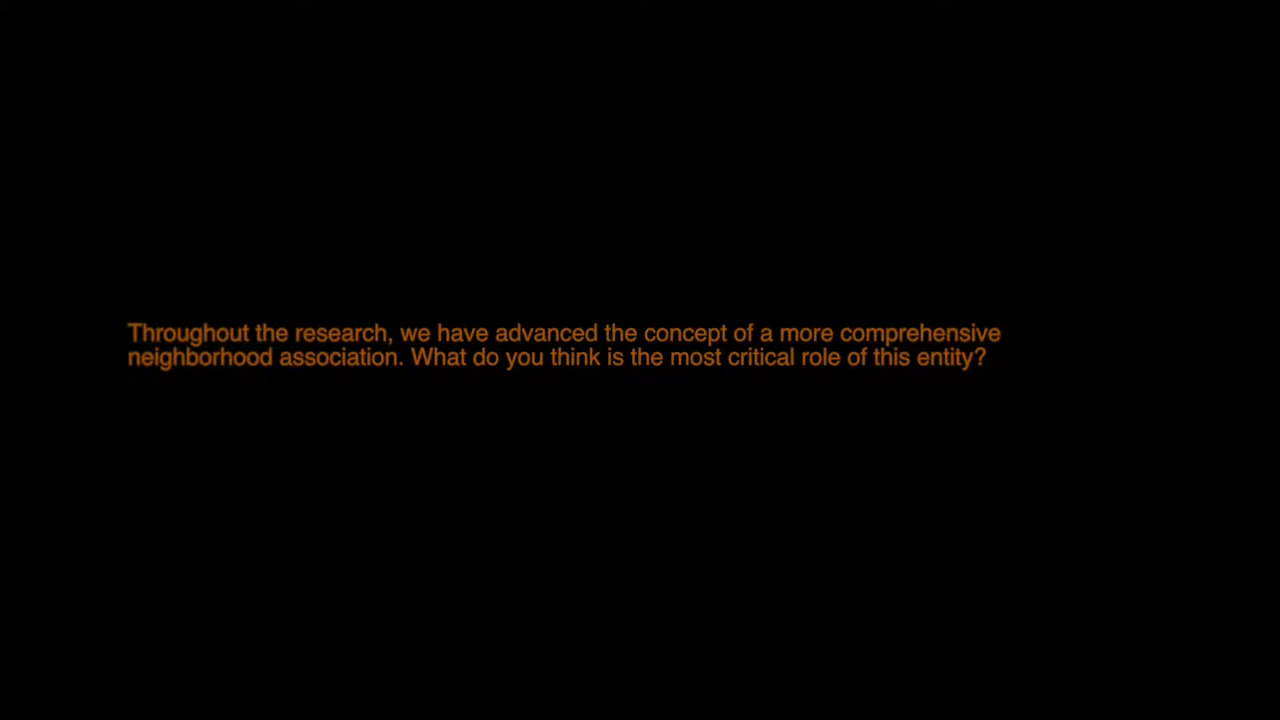 Throughout the research, we have advanced the concept of a more comprehensive
neighborhood association. What do you think is the most critical role of this entity?